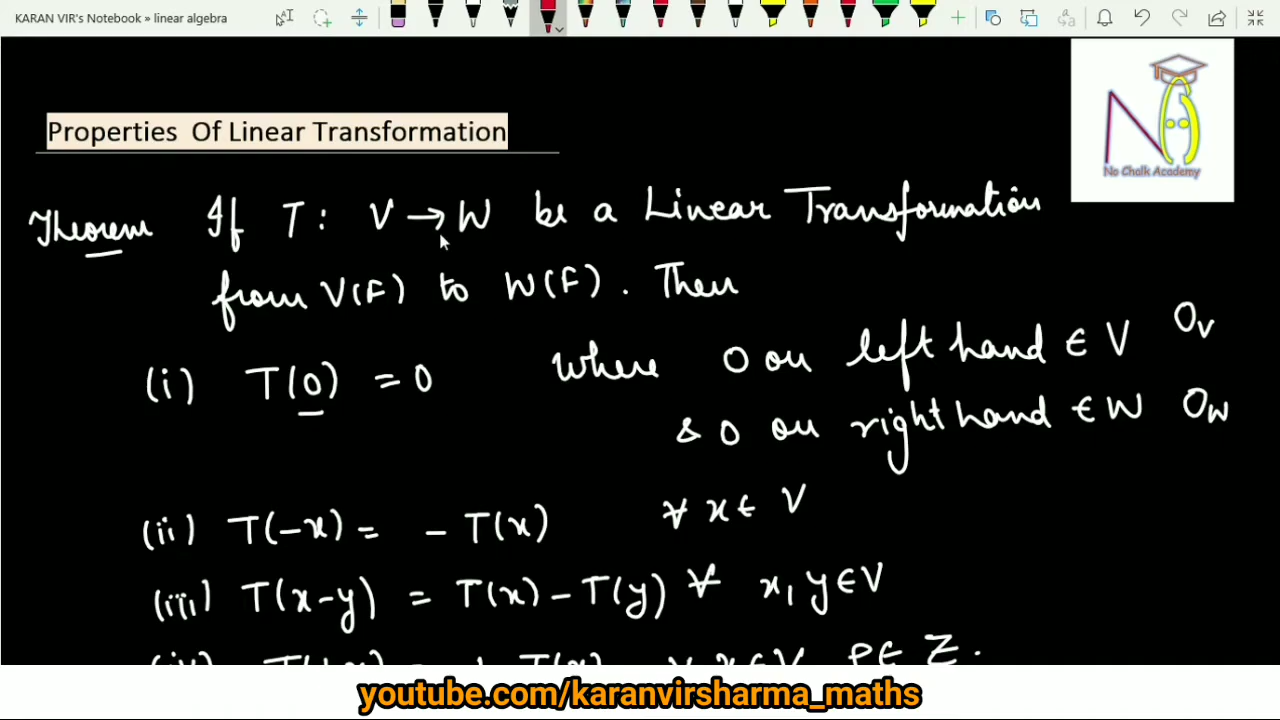 KARAN VIR's Notebook » linear algebra
No Chalk Academy
Properties Of Linear Transformation
Theorem If T: V → W be a Linear Transformation
from V(F) to W(F). Then
(i) T(0) = 0 where 0 on left hand ∈ V 0v
& 0 on right hand ∈ W 0w
(ii) T(-x) = - T(x) ∀ x ∈ V
(iii) T(x-y) = T(x) - T(y) ∀ x, y ∈ V
∀ x ∈ V p ∈ Z.
youtube.com/karanvirsharma_maths